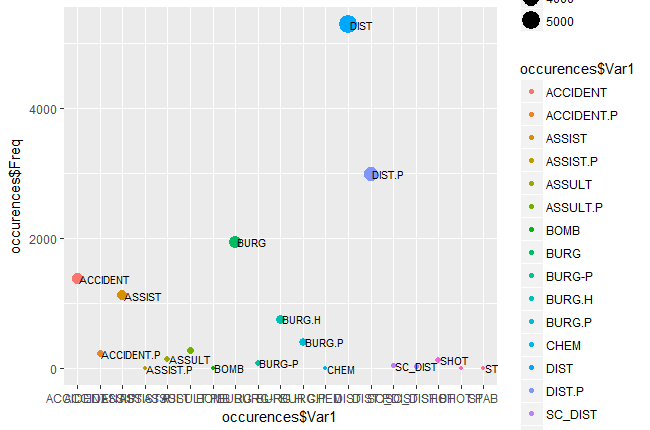 5000
occurences$Var1
ACCIDENT
ACCIDENT.P
ASSIST
ASSIST.P
ASSULT
ASSULT.P
BOMB
BURG
BURG-P
BURG.H
BURG.P
CHEM
DIST
DIST.P
SC_DIST
occurences$Freq
4000
2000
0
DIST
DIST.P
BURG
ACCIDENT
ASSIST
BURG.H
BURG.P
ACCIDENT.P
ASSIST.P
ASSULT
BOMB
BURG-P
CHEM
SC_DIST
SHOT
ST
occurences$Var1